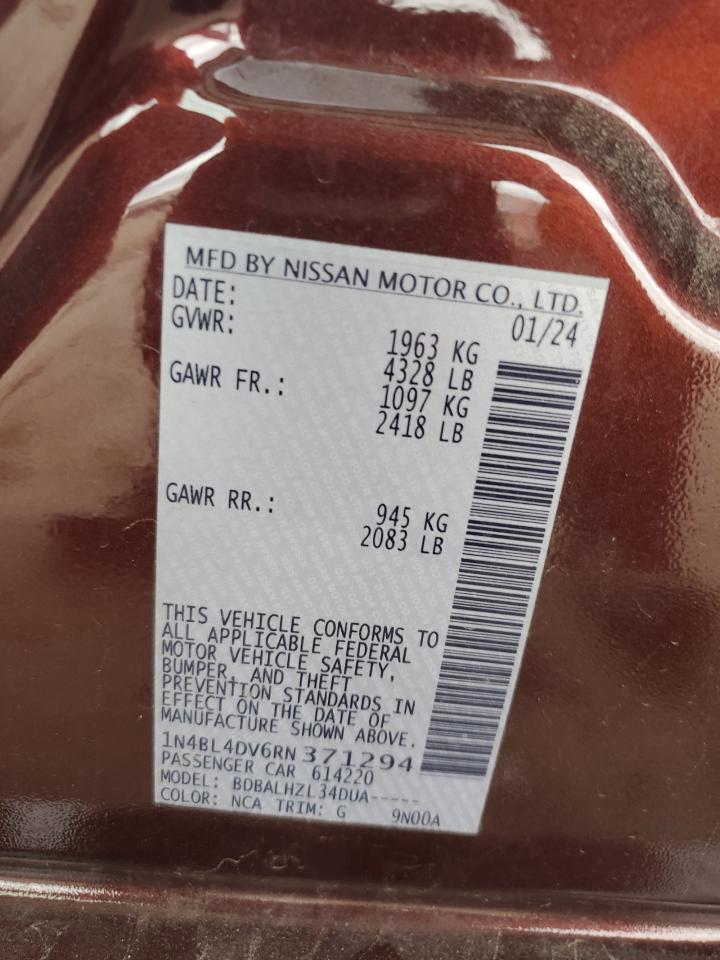 MFD BY NISSAN MOTOR CO., LTD.
DATE: 01/24
GVWR: 1963 KG
4328 LB
GAWR FR.: 1097 KG
2418 LB
GAWR RR.: 945 KG
2083 LB
THIS VEHICLE CONFORMS TO
ALL APPLICABLE FEDERAL
MOTOR VEHICLE SAFETY,
BUMPER, AND THEFT
PREVENTION STANDARDS IN
EFFECT ON THE DATE OF
MANUFACTURE SHOWN ABOVE.
1N4BL4DV6RN371294
PASSENGER CAR 614220
MODEL: BDBALHZL34DUA-----
COLOR: NCA TRIM: G 9N00A